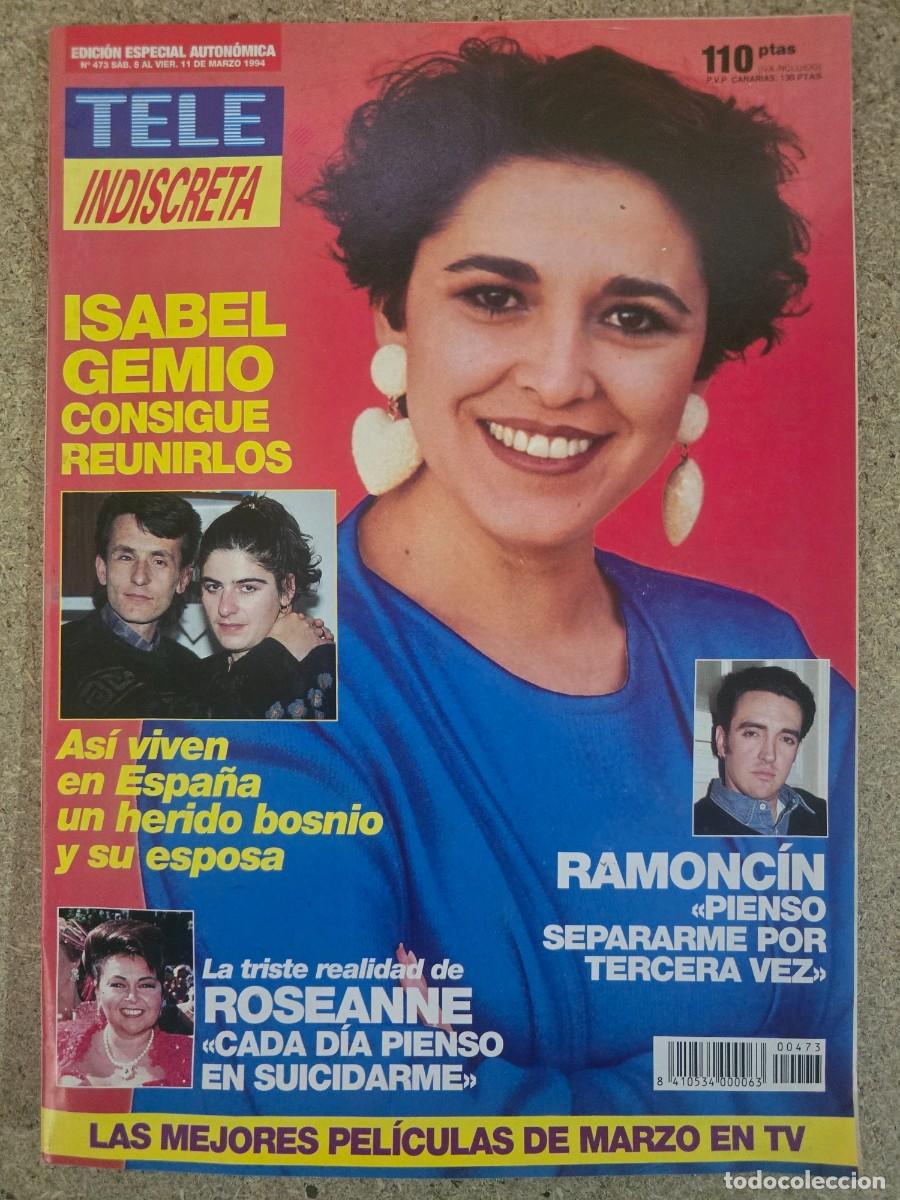 EDICIÓN ESPECIAL AUTONÓMICA
Nº 473 SÁB. 5 AL VIER. 11 DE MARZO 1994
110 ptas
(IVA INCLUIDO)
P.V.P. CANARIAS: 130 PTAS
TELE
INDISCRETA
ISABEL
GEMIO
CONSIGUE
REUNIRLOS
Así viven
en España
un herido bosnio
y su esposa
RAMONCÍN
«PIENSO
SEPARARME POR
TERCERA VEZ»
La triste realidad de
ROSEANNE
«CADA DÍA PIENSO
EN SUICIDARME»
00473
8 410534 000063
LAS MEJORES PELÍCULAS DE MARZO EN TV
todocoleccion